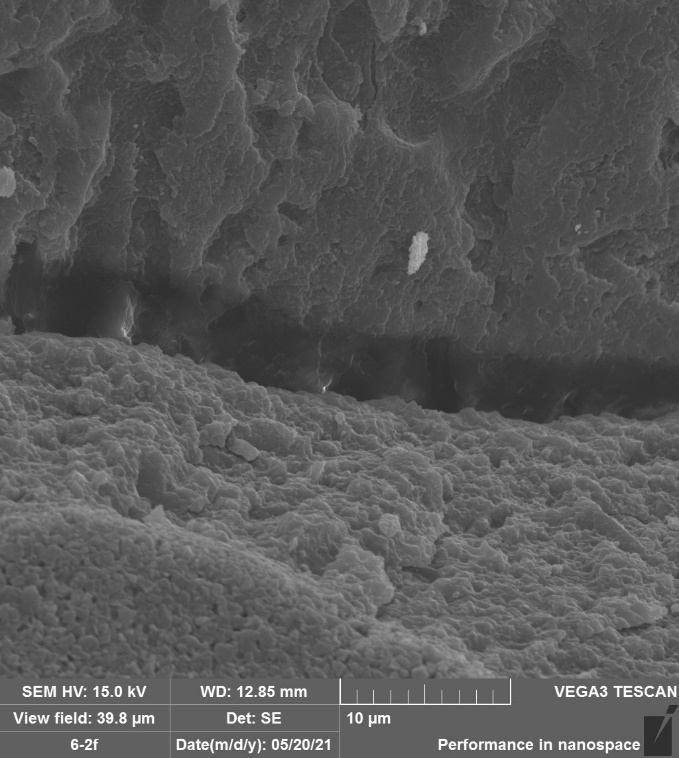 SEM HV: 15.0 kV
WD: 12.85 mm
VEGA3 TESCAN
View field: 39.8 µm
Det: SE
10 µm
6-2f
Date(m/d/y): 05/20/21
Performance in nanospace